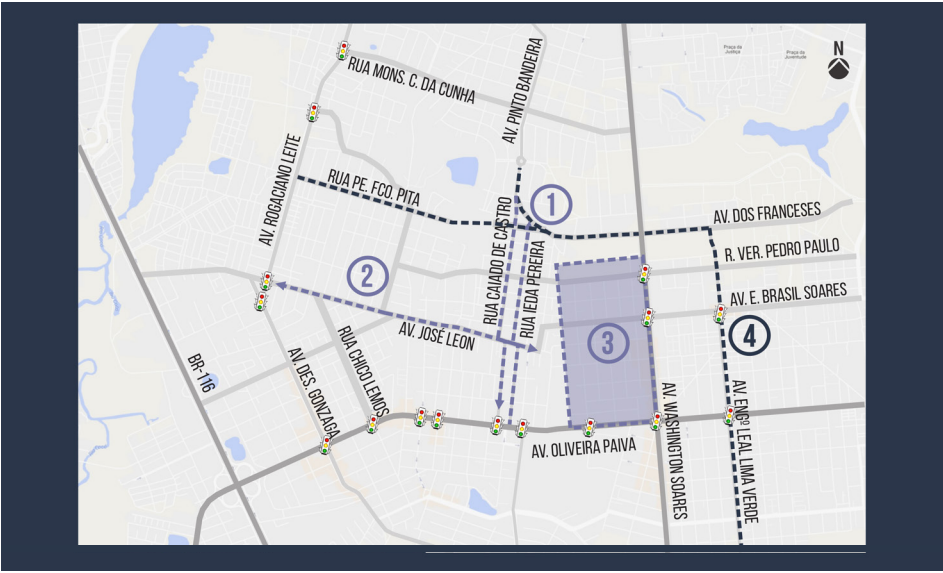 Praça da
Justiça
Praça da
Juventude
N
RUA MONS. C. DA CUNHA
AV. PINTO BANDEIRA
AV. ROGACIANO LEITE
RUA PE. FCO. PITA
1
AV. DOS FRANCESES
RUA CAIADO DE CASTRO
RUA IEDA PEREIRA
R. VER. PEDRO PAULO
2
AV. E. BRASIL SOARES
AV. JOSÉ LEON
3
4
BR-116
AV. DES. GONZAGA
RUA CHICO LEMOS
AV. OLIVEIRA PAIVA
AV. WASHINGTON SOARES
AV. ENGº LEAL LIMA VERDE